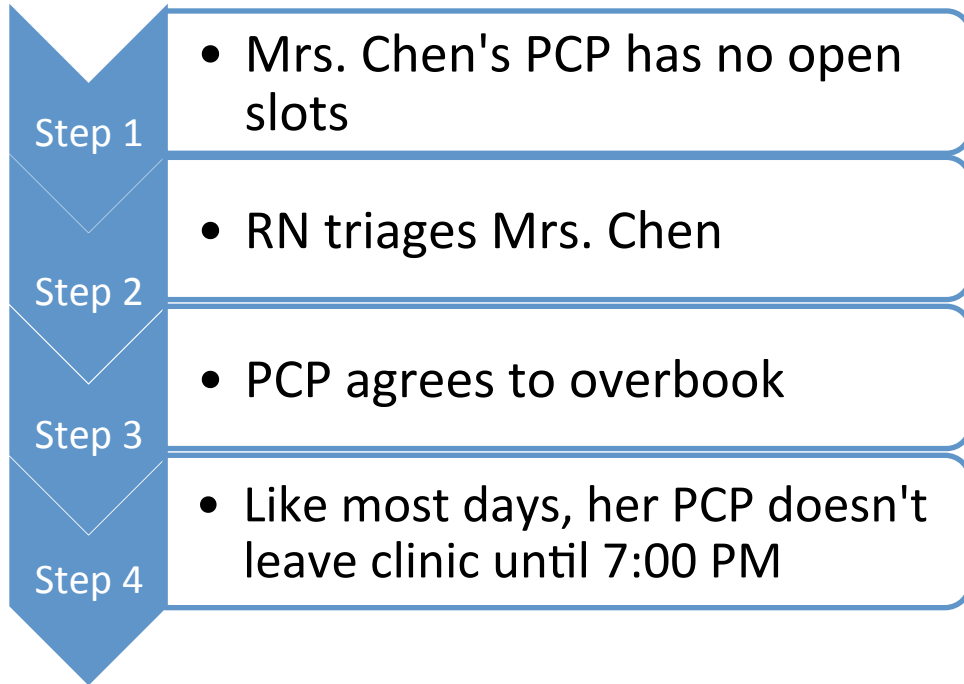 Step 1
• Mrs. Chen's PCP has no open
slots
Step 2
• RN triages Mrs. Chen
Step 3
• PCP agrees to overbook
Step 4
• Like most days, her PCP doesn't
leave clinic until 7:00 PM